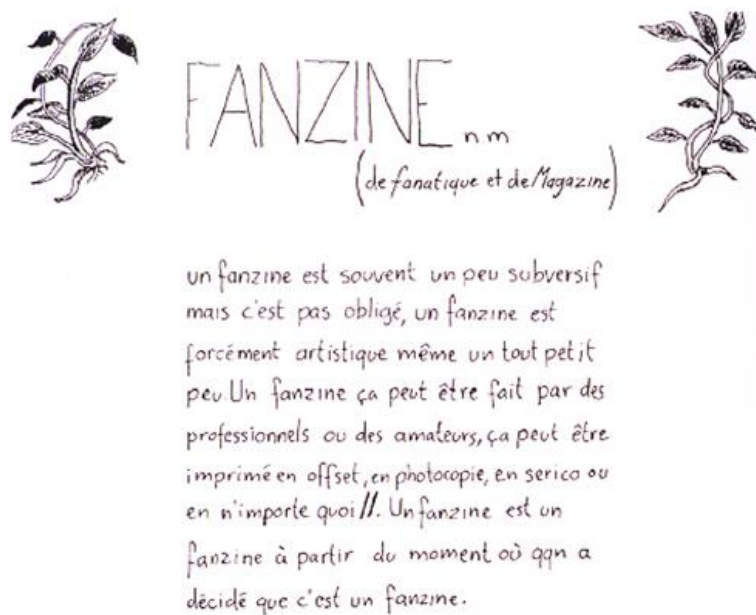 FANZINE n.m
(de fanatique et de Magazine)
un fanzine est souvent un peu subversif
mais c'est pas obligé, un fanzine est
forcément artistique même un tout petit
peu. Un fanzine ça peut être fait par des
professionnels ou des amateurs, ça peut être
imprimé en offset, en photocopie, en serico ou
en n'importe quoi !!. Un fanzine est un
fanzine à partir du moment où qqn a
décidé que c'est un fanzine.